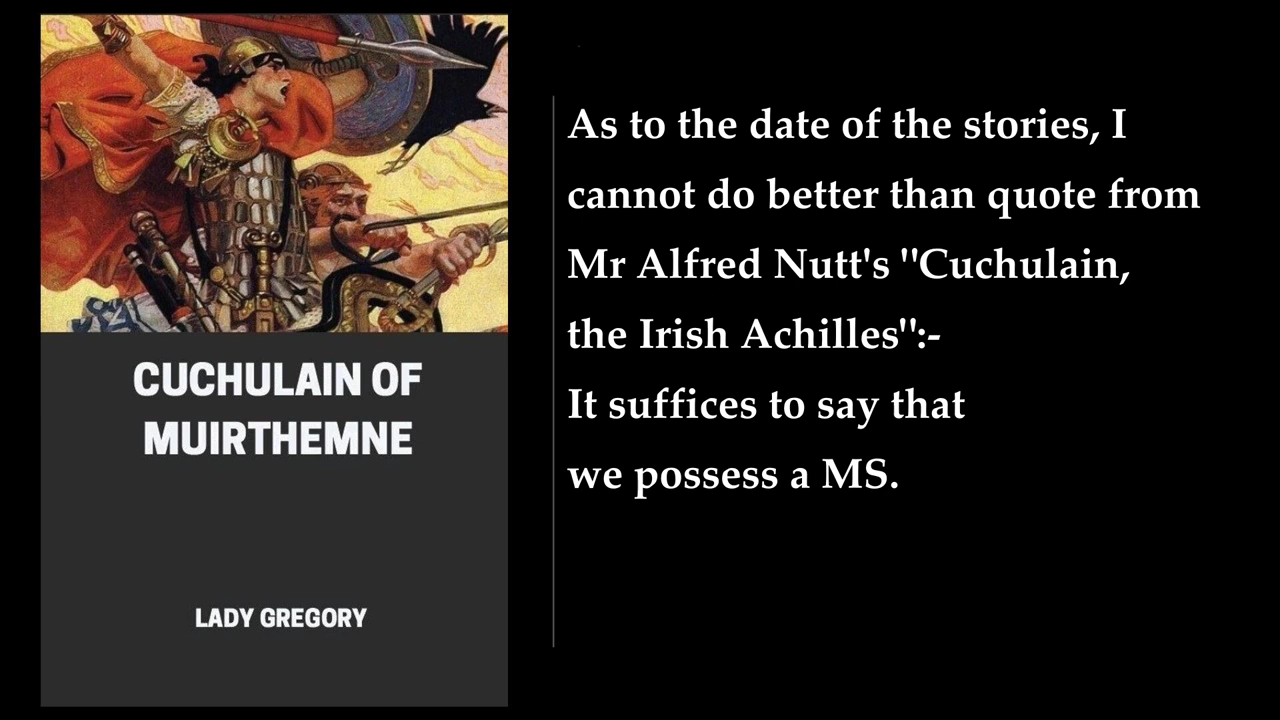 CUCHULAIN OF
MUIRTHEMNE
LADY GREGORY
As to the date of the stories, I
cannot do better than quote from
Mr Alfred Nutt's "Cuchulain,
the Irish Achilles":-
It suffices to say that
we possess a MS.